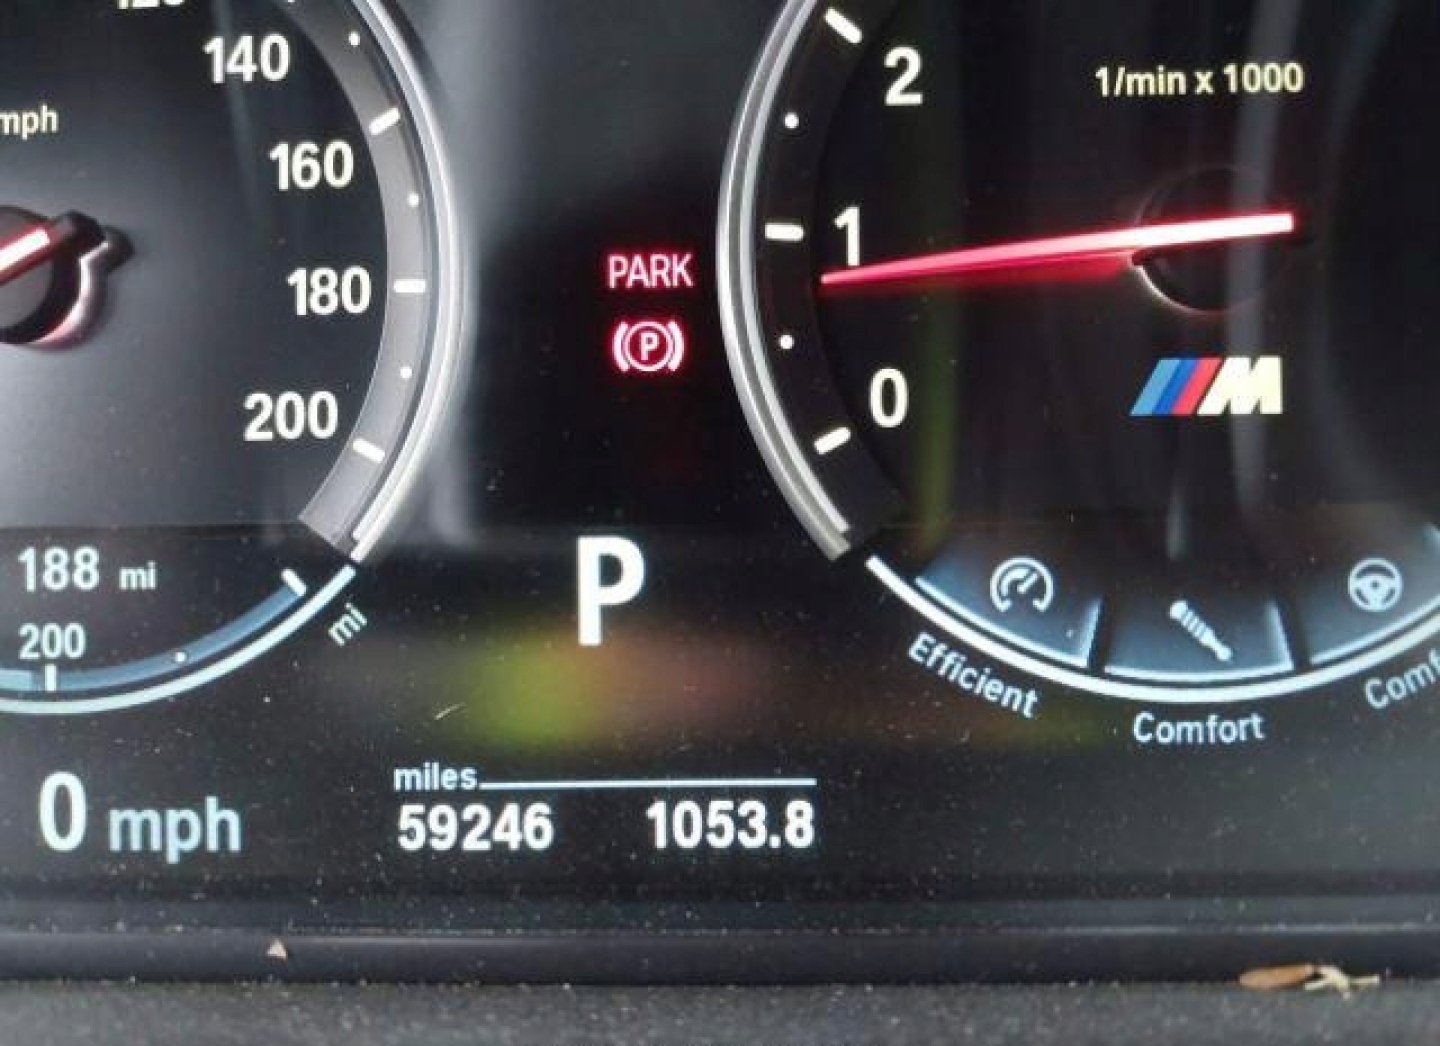 140
mph
160
180
200
188 mi
200
mi
0 mph
PARK
P
P
miles
59246 1053.8
2
1/min x 1000
1
0
M
Efficient
Comfort